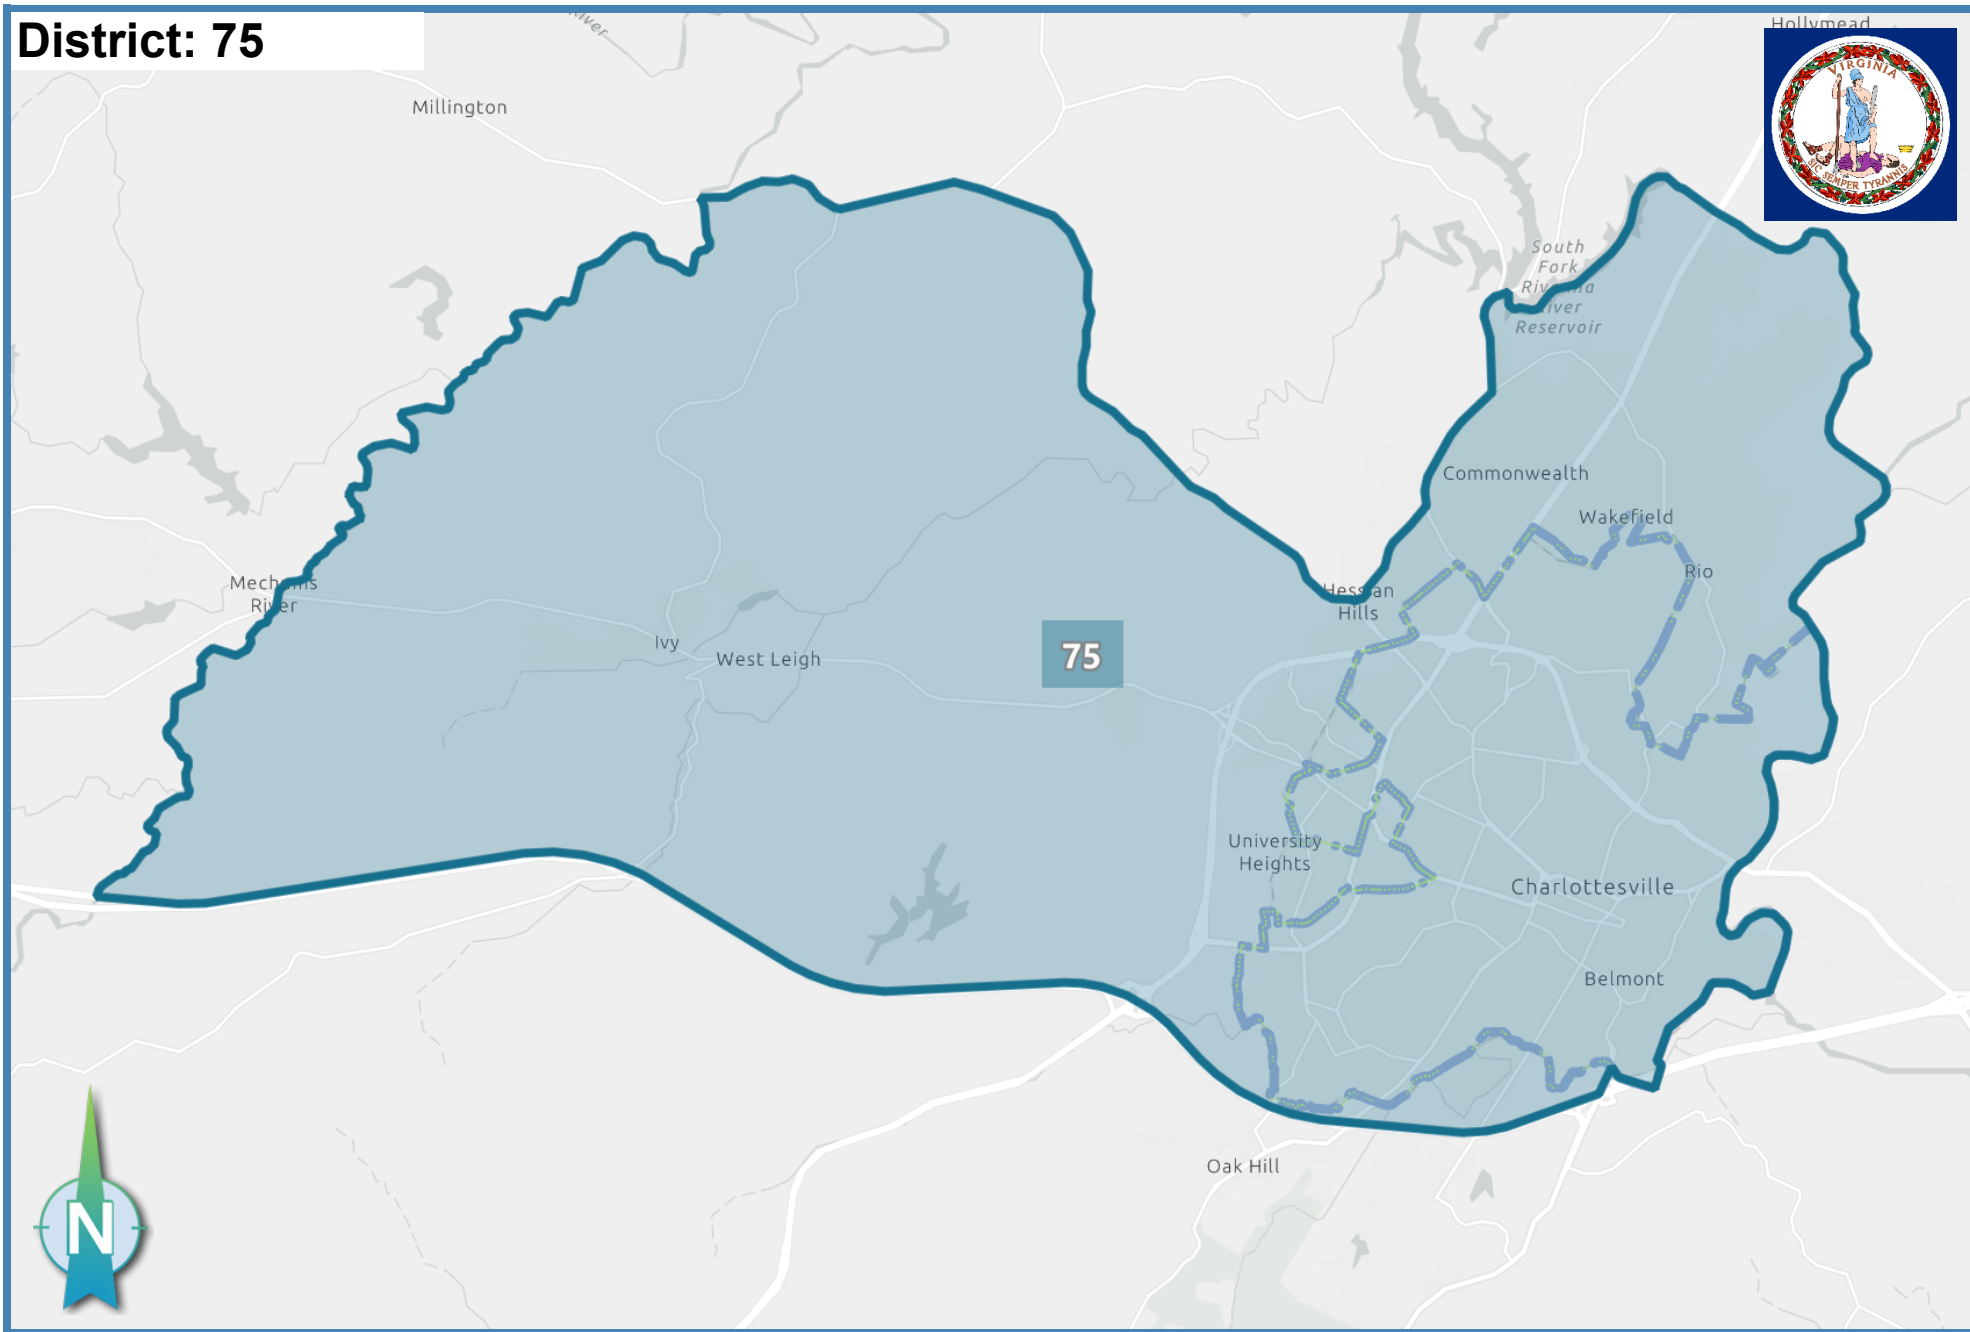 District: 75
River
Hollymead
VIRGINIA
SIC SEMPER TYRANNIS
Millington
South
Fork
Rivanna
River
Reservoir
Commonwealth
Wakefield
Rio
Mechums
River
Hessian
Hills
Ivy
West Leigh
75
University
Heights
Charlottesville
Belmont
Oak Hill
N